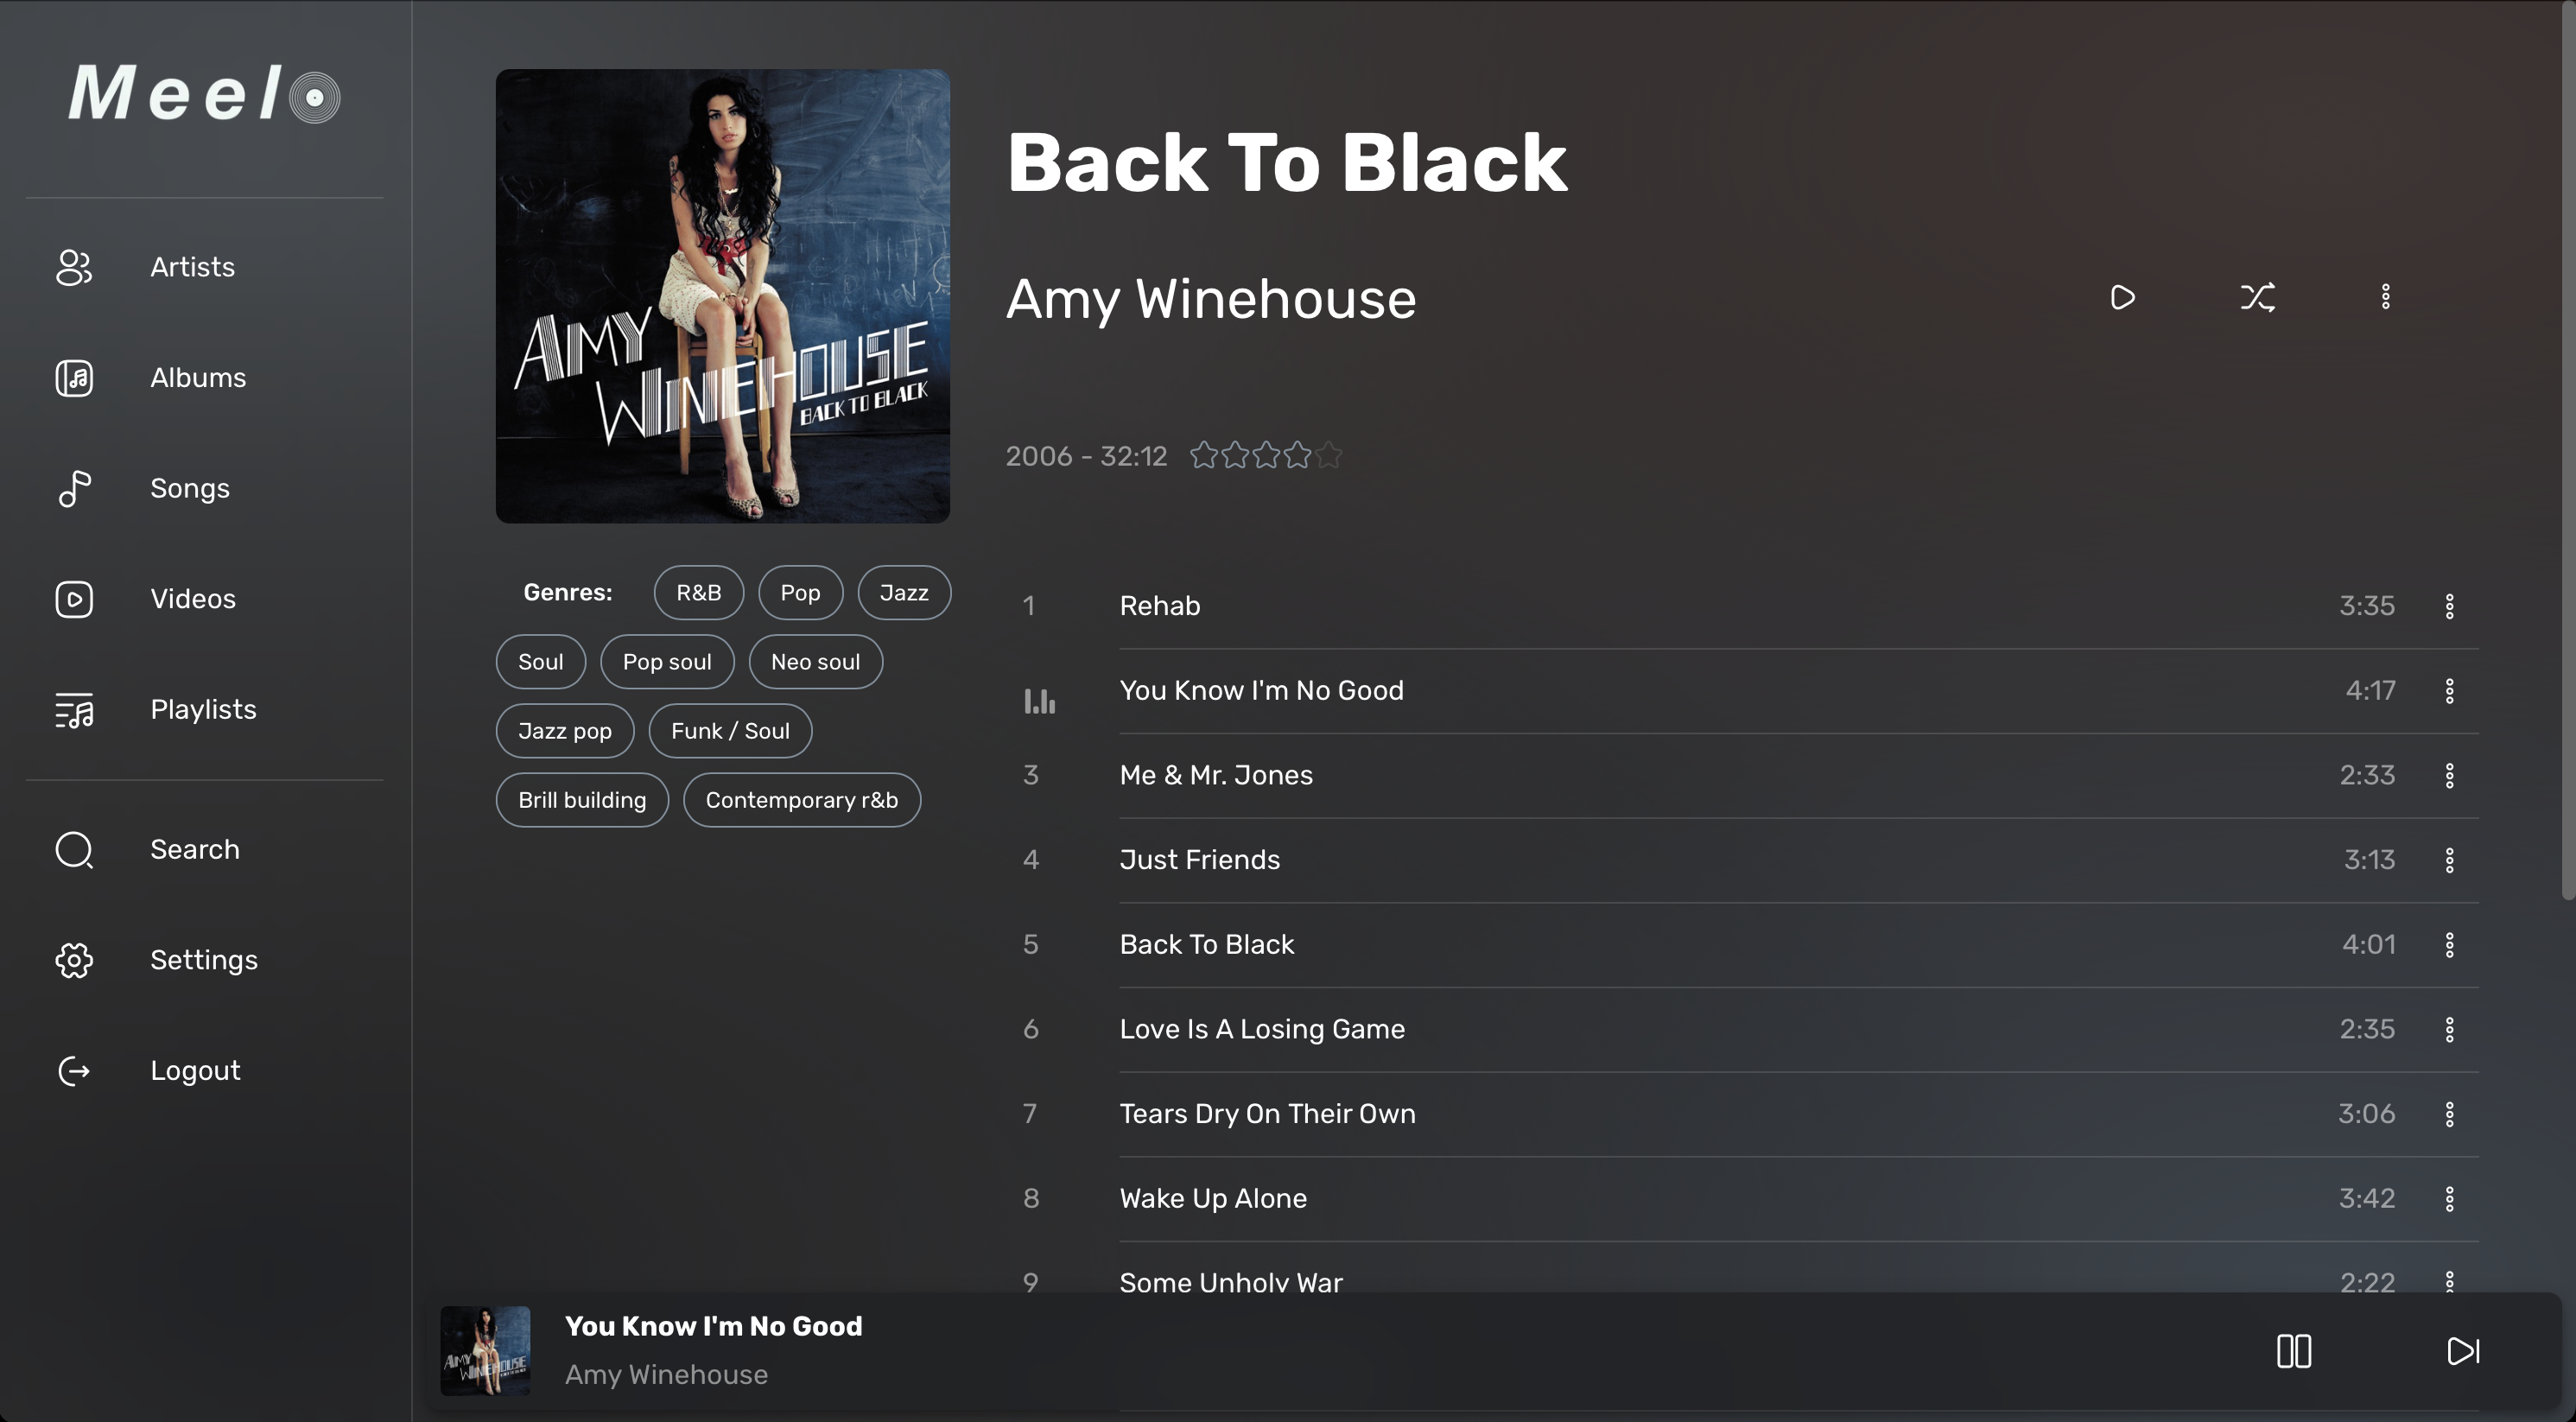 Meelo
Artists
Albums
Songs
Videos
Playlists
Search
Settings
Logout
AMY
WINEHOUSE
BACK TO BLACK
Genres: R&B Pop Jazz
Soul Pop soul Neo soul
Jazz pop Funk / Soul
Brill building Contemporary r&b
Back To Black
Amy Winehouse
2006 - 32:12
1 Rehab 3:35
You Know I'm No Good 4:17
3 Me & Mr. Jones 2:33
4 Just Friends 3:13
5 Back To Black 4:01
6 Love Is A Losing Game 2:35
7 Tears Dry On Their Own 3:06
8 Wake Up Alone 3:42
9 Some Unholy War 2:22
AMY
WINEHOUSE
You Know I'm No Good
Amy Winehouse